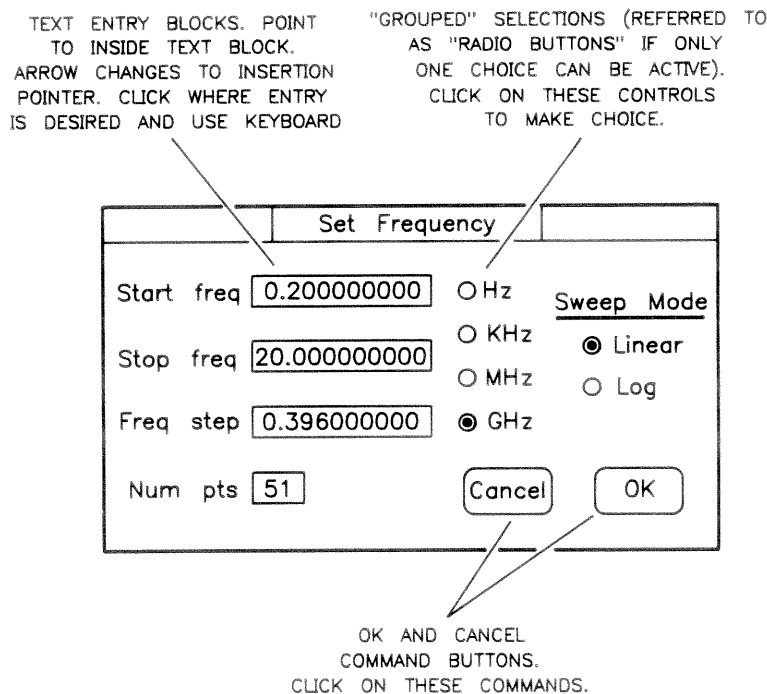 TEXT ENTRY BLOCKS. POINT
TO INSIDE TEXT BLOCK.
ARROW CHANGES TO INSERTION
POINTER. CLICK WHERE ENTRY
IS DESIRED AND USE KEYBOARD
"GROUPED" SELECTIONS (REFERRED TO
AS "RADIO BUTTONS" IF ONLY
ONE CHOICE CAN BE ACTIVE).
CLICK ON THESE CONTROLS
TO MAKE CHOICE.
Set Frequency
Start freq 0.200000000
Stop freq 20.000000000
Freq step 0.396000000
Num pts 51
Hz
KHz
MHz
GHz
Sweep Mode
Linear
Log
Cancel
OK
OK AND CANCEL
COMMAND BUTTONS.
CLICK ON THESE COMMANDS.